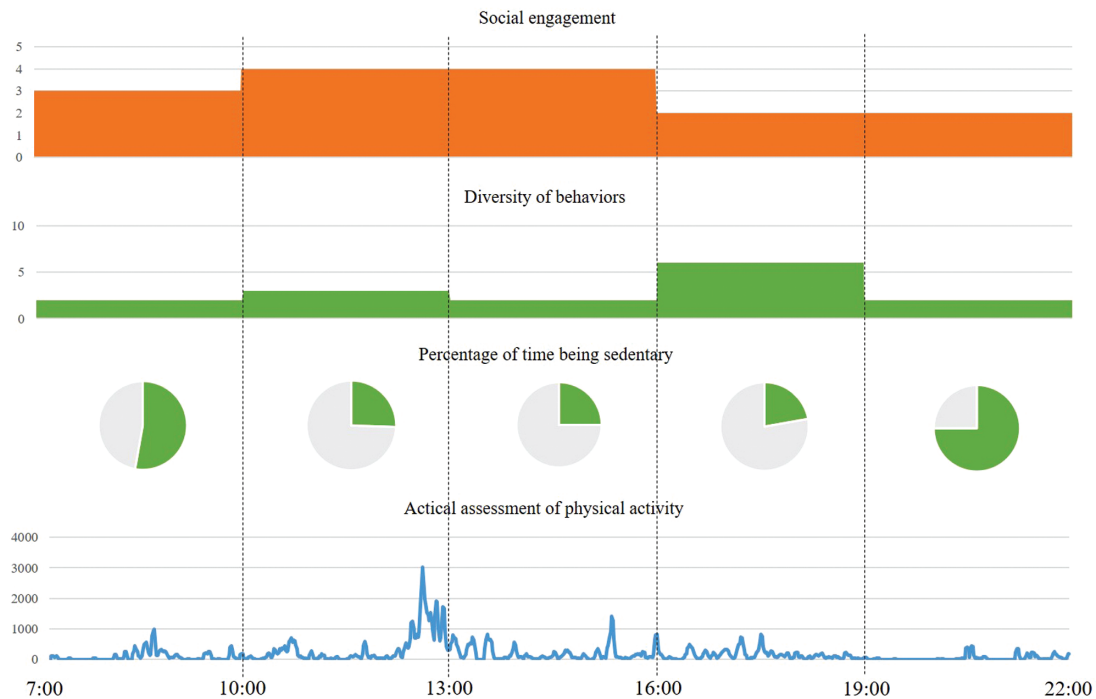 Social engagement
5
4
3
2
1
0
Diversity of behaviors
10
5
0
Percentage of time being sedentary
Actical assessment of physical activity
4000
3000
2000
1000
0
7:00 10:00 13:00 16:00 19:00 22:00